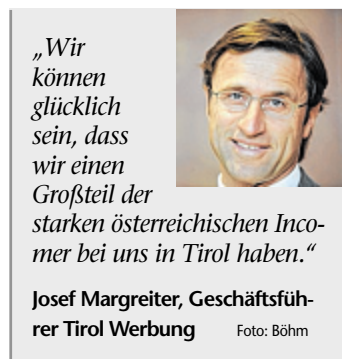 „Wir
können
glücklich
sein, dass
wir einen
Großteil der
starken österreichischen Inco-
mer bei uns in Tirol haben.“
Josef Margreiter, Geschäftsfüh-
rer Tirol Werbung Foto: Böhm